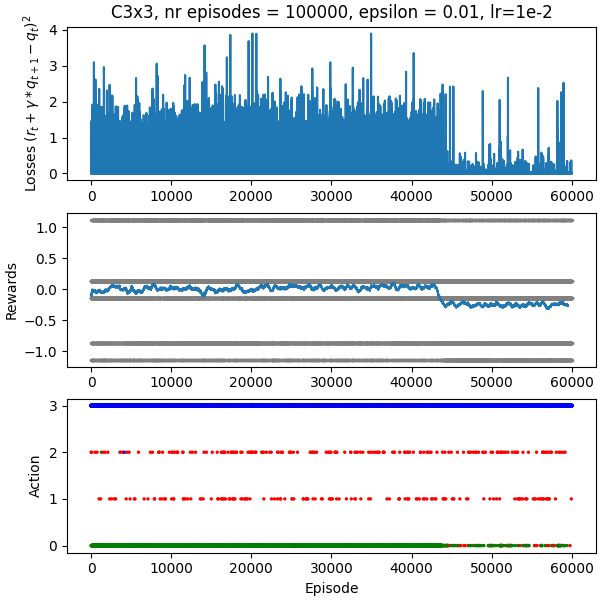 C3x3, nr episodes = 100000, epsilon = 0.01, lr=1e-2
Losses $(r_t + \gamma * q_{t+1} - q_t)^2$
4
3
2
1
0
0 10000 20000 30000 40000 50000 60000
Rewards
1.0
0.5
0.0
−0.5
−1.0
0 10000 20000 30000 40000 50000 60000
Action
3
2
1
0
0 10000 20000 30000 40000 50000 60000
Episode